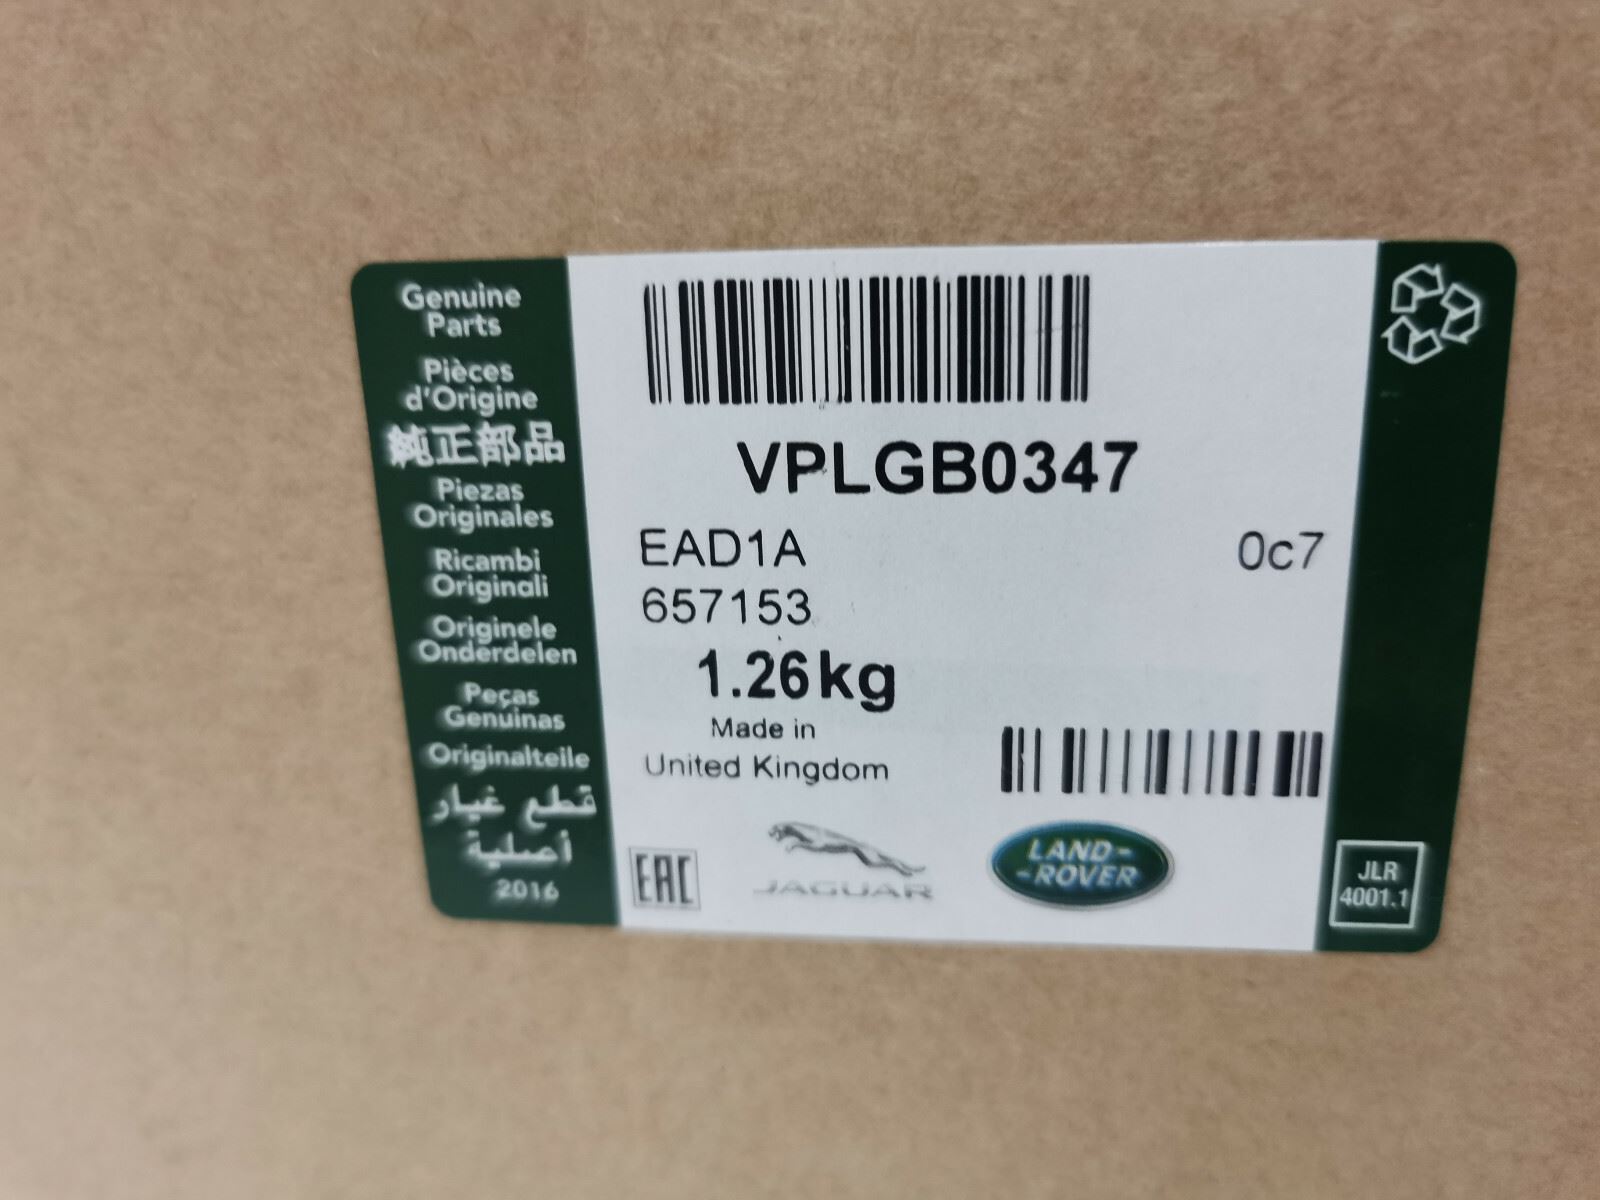 Genuine
Parts
Pièces
d'Origine
純正部品
Piezas
Originales
Ricambi
Originali
Originele
Onderdelen
Peças
Genuinas
Originalteile
قطع غيار
أصلية
2016
VPLGB0347
EAD1A
0c7
657153
1.26kg
Made in
United Kingdom
EAC
JAGUAR
LAND-
-ROVER
JLR
4001.1